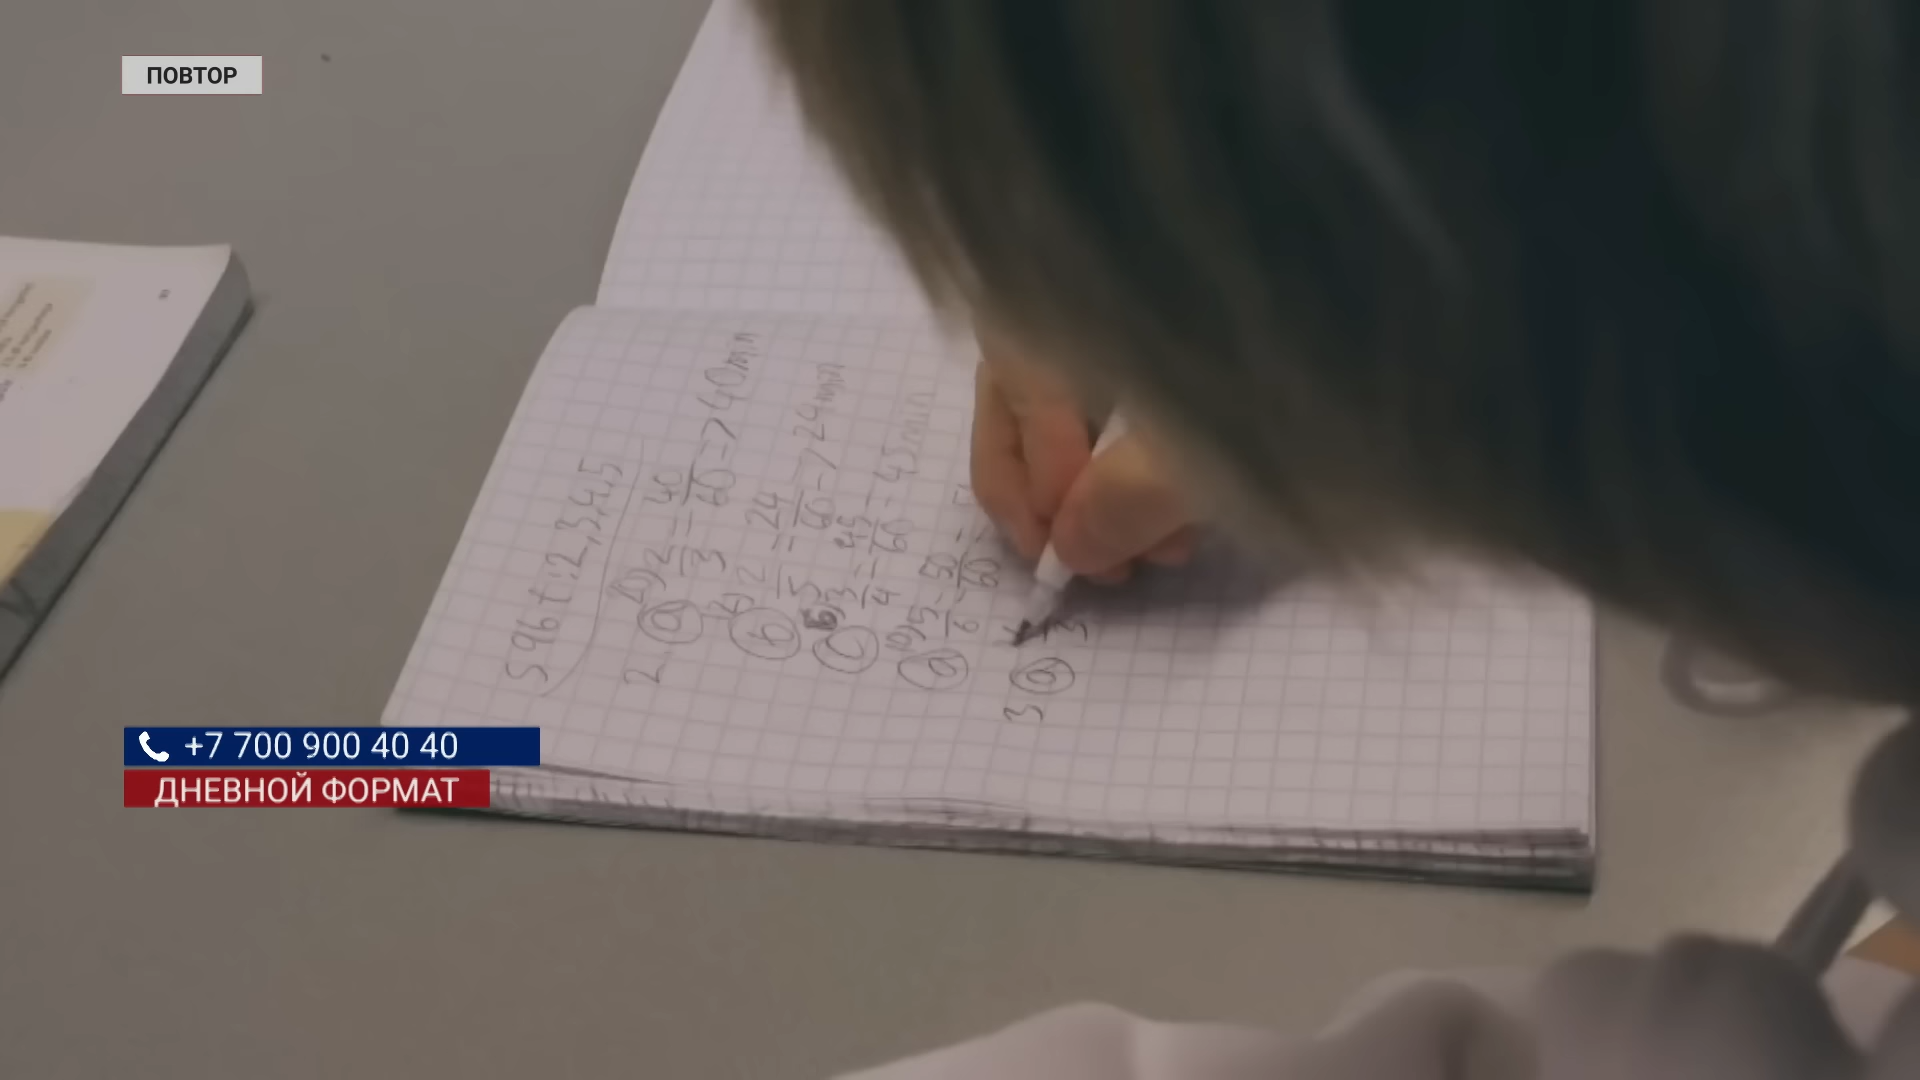 ПОВТОР
S96 t:2,3,4,5
2. a) 2/3 = 40/60 -> 40min
b) 2/5 = 24/60 -> 24min
c) 3/4 = 45/60 - 45min
5/6 - 50/60
3 a)
+7 700 900 40 40
ДНЕВНОЙ ФОРМАТ